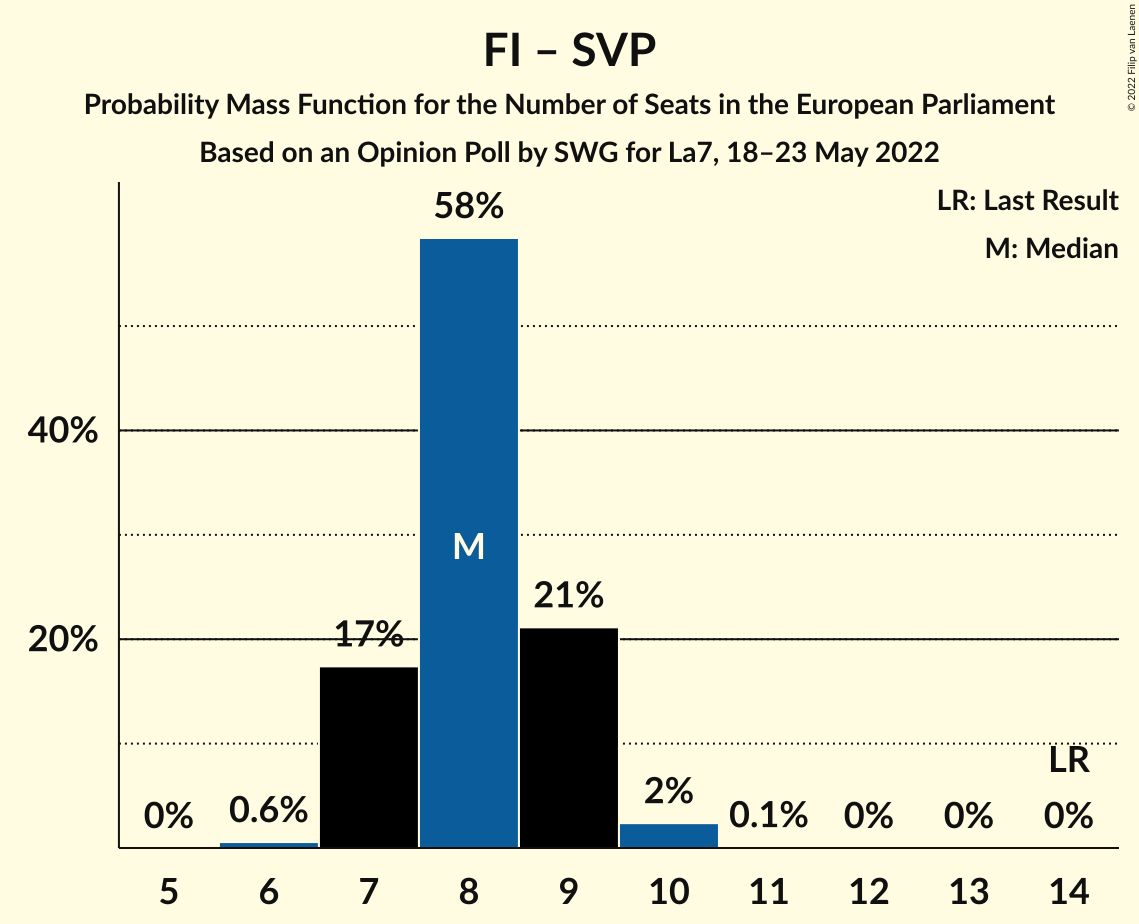 FI – SVP
Probability Mass Function for the Number of Seats in the European Parliament
Based on an Opinion Poll by SWG for La7, 18–23 May 2022
© 2022 Filip van Laenen
LR: Last Result
M: Median
58%
40%
M
21%
20%
17%
LR
0%
0.6%
2%
0.1%
0%
0%
0%
5 6 7 8 9 10 11 12 13 14